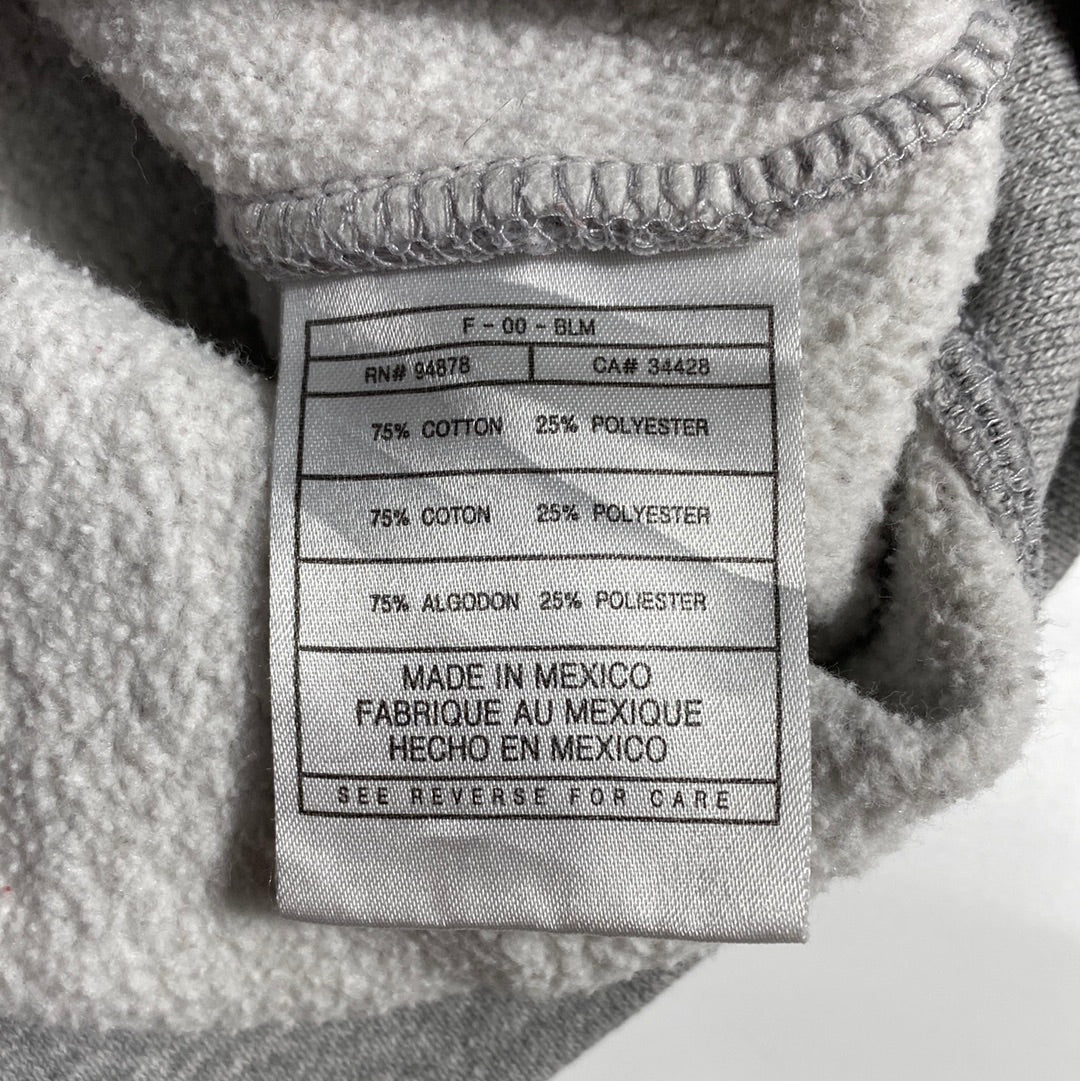 F - 00 - BLM
RN# 94878 CA# 34428
75% COTTON 25% POLYESTER
75% COTON 25% POLYESTER
75% ALGODON 25% POLIESTER
MADE IN MEXICO
FABRIQUE AU MEXIQUE
HECHO EN MEXICO
SEE REVERSE FOR CARE